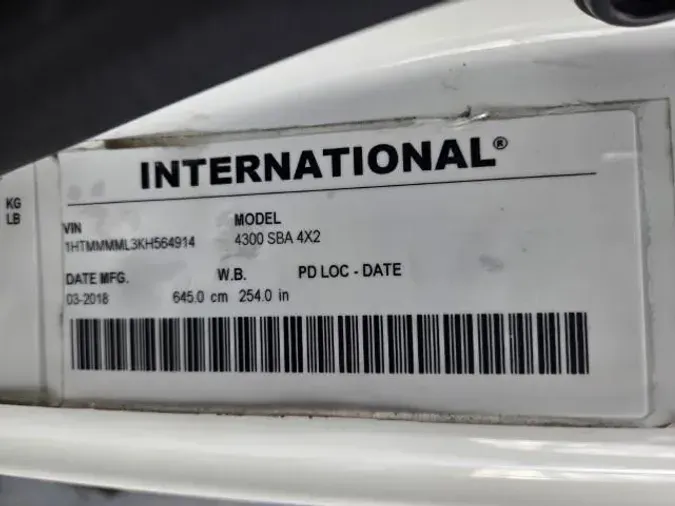 INTERNATIONAL®
KG
LB
VIN MODEL
1HTMMMML3KH564914 4300 SBA 4X2
DATE MFG. W.B. PD LOC - DATE
03-2018 645.0 cm 254.0 in